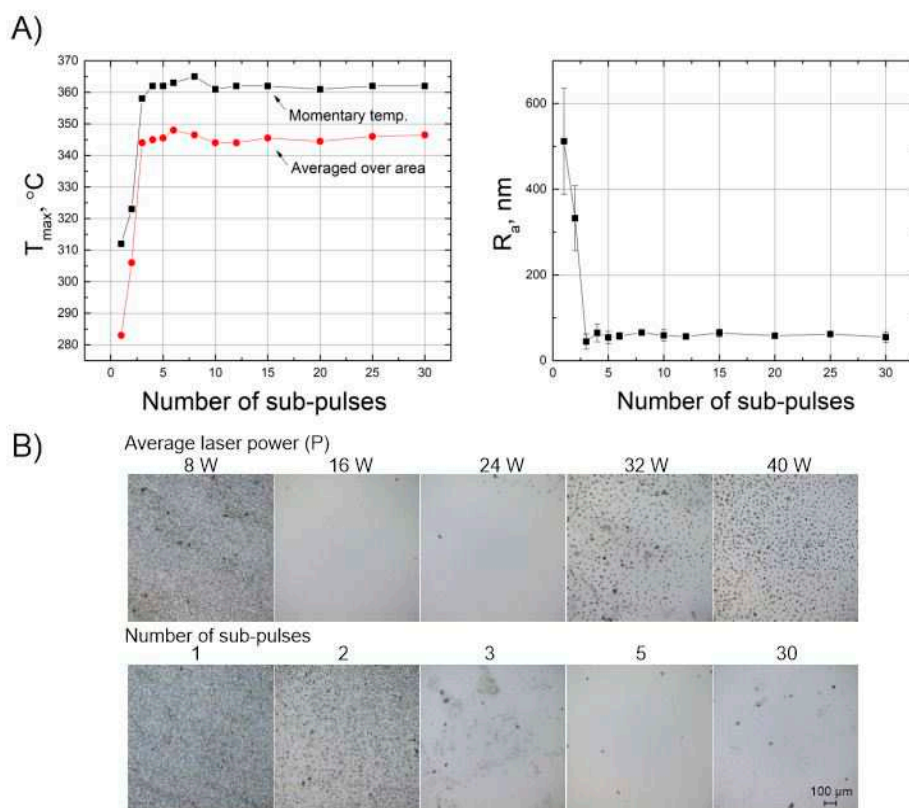 A)
T_max, °C
370
360
350
340
330
320
310
300
290
280
0 5 10 15 20 25 30
Number of sub-pulses
Momentary temp.
Averaged over area
R_a, nm
600
400
200
0
0 5 10 15 20 25 30
Number of sub-pulses
B)
Average laser power (P)
8 W 16 W 24 W 32 W 40 W
Number of sub-pulses
1 2 3 5 30
100 µm